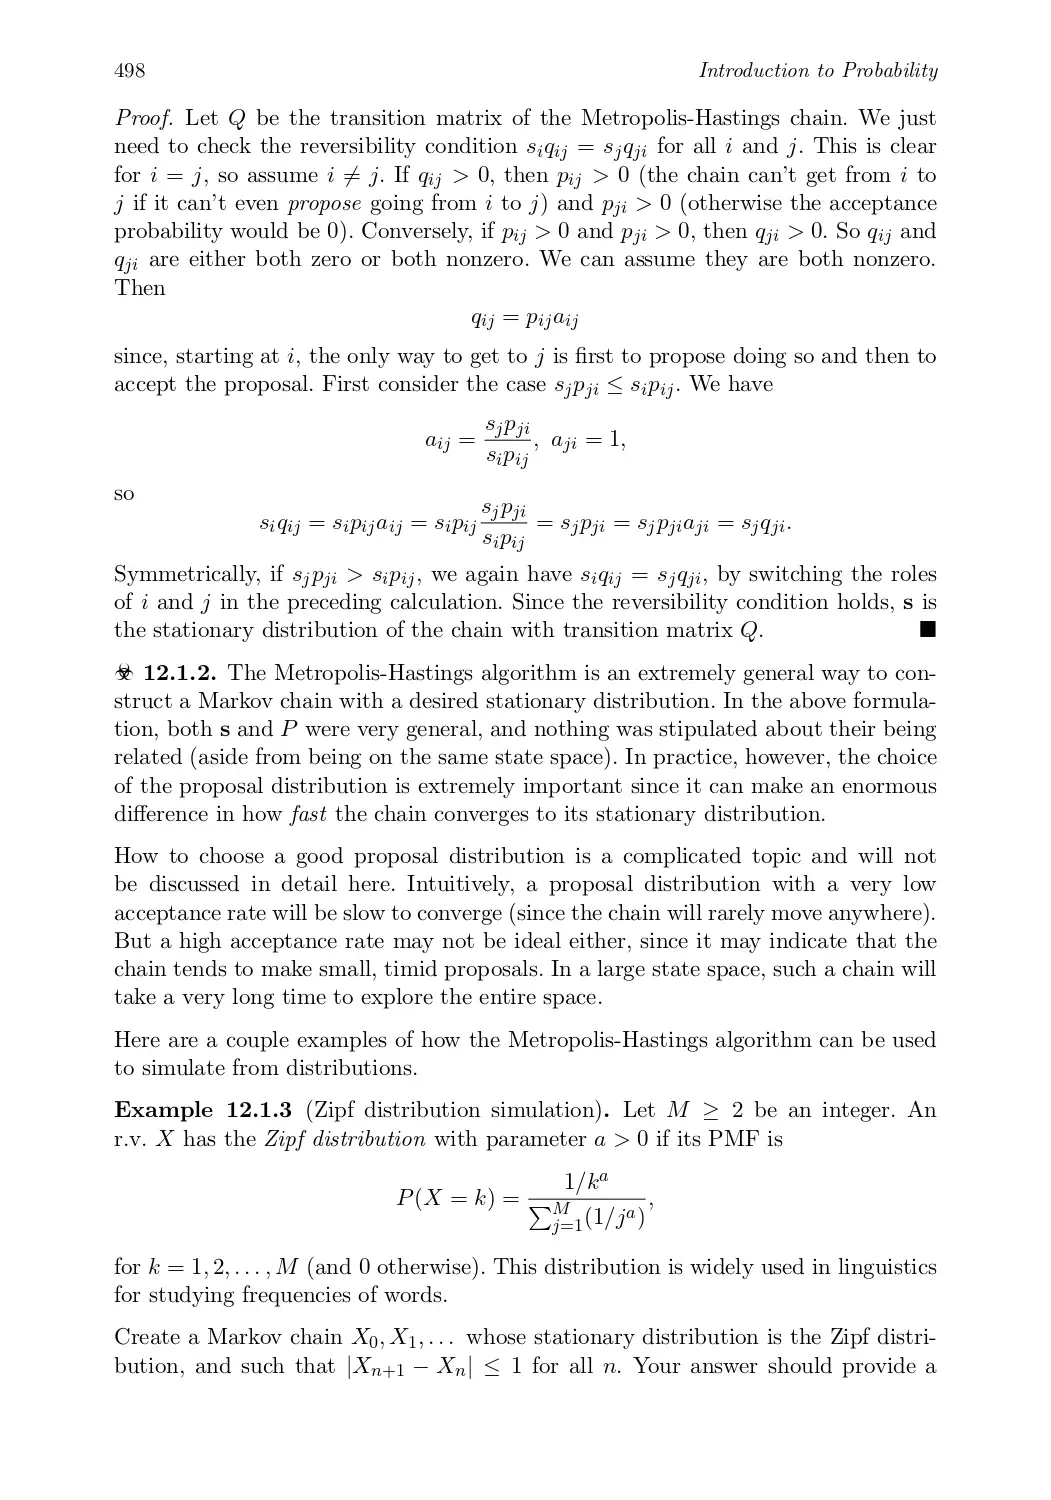 498 Introduction to Probability
Proof. Let Q be the transition matrix of the Metropolis-Hastings chain. We just
need to check the reversibility condition s_i q_{ij} = s_j q_{ji} for all i and j. This is clear
for i = j, so assume i ≠ j. If q_{ij} > 0, then p_{ij} > 0 (the chain can't get from i to
j if it can't even propose going from i to j) and p_{ji} > 0 (otherwise the acceptance
probability would be 0). Conversely, if p_{ij} > 0 and p_{ji} > 0, then q_{ji} > 0. So q_{ij} and
q_{ji} are either both zero or both nonzero. We can assume they are both nonzero.
Then
q_{ij} = p_{ij} a_{ij}
since, starting at i, the only way to get to j is first to propose doing so and then to
accept the proposal. First consider the case s_j p_{ji} ≤ s_i p_{ij}. We have
a_{ij} = \frac{s_j p_{ji}}{s_i p_{ij}}, a_{ji} = 1,
so
s_i q_{ij} = s_i p_{ij} a_{ij} = s_i p_{ij} \frac{s_j p_{ji}}{s_i p_{ij}} = s_j p_{ji} = s_j p_{ji} a_{ji} = s_j q_{ji}.
Symmetrically, if s_j p_{ji} > s_i p_{ij}, we again have s_i q_{ij} = s_j q_{ji}, by switching the roles
of i and j in the preceding calculation. Since the reversibility condition holds, s is
the stationary distribution of the chain with transition matrix Q. ■
☣ 12.1.2. The Metropolis-Hastings algorithm is an extremely general way to con-
struct a Markov chain with a desired stationary distribution. In the above formula-
tion, both s and P were very general, and nothing was stipulated about their being
related (aside from being on the same state space). In practice, however, the choice
of the proposal distribution is extremely important since it can make an enormous
difference in how fast the chain converges to its stationary distribution.
How to choose a good proposal distribution is a complicated topic and will not
be discussed in detail here. Intuitively, a proposal distribution with a very low
acceptance rate will be slow to converge (since the chain will rarely move anywhere).
But a high acceptance rate may not be ideal either, since it may indicate that the
chain tends to make small, timid proposals. In a large state space, such a chain will
take a very long time to explore the entire space.
Here are a couple examples of how the Metropolis-Hastings algorithm can be used
to simulate from distributions.
Example 12.1.3 (Zipf distribution simulation). Let M ≥ 2 be an integer. An
r.v. X has the Zipf distribution with parameter a > 0 if its PMF is
P(X = k) = \frac{1/k^a}{\sum_{j=1}^{M} (1/j^a)},
for k = 1, 2, . . . , M (and 0 otherwise). This distribution is widely used in linguistics
for studying frequencies of words.
Create a Markov chain X_0, X_1, . . . whose stationary distribution is the Zipf distri-
bution, and such that |X_{n+1} − X_n| ≤ 1 for all n. Your answer should provide a